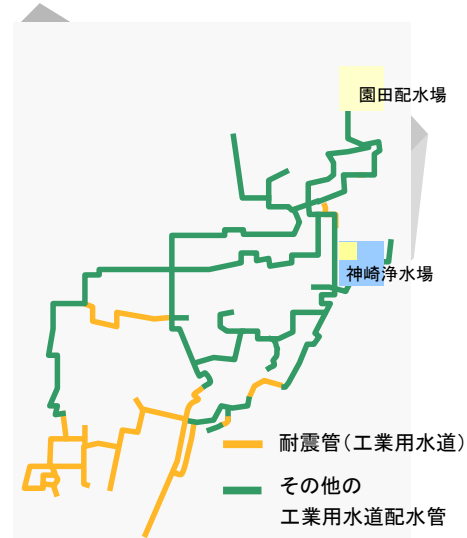 園田配水場
神崎浄水場
耐震管（工業用水道）
その他の
工業用水道配水管